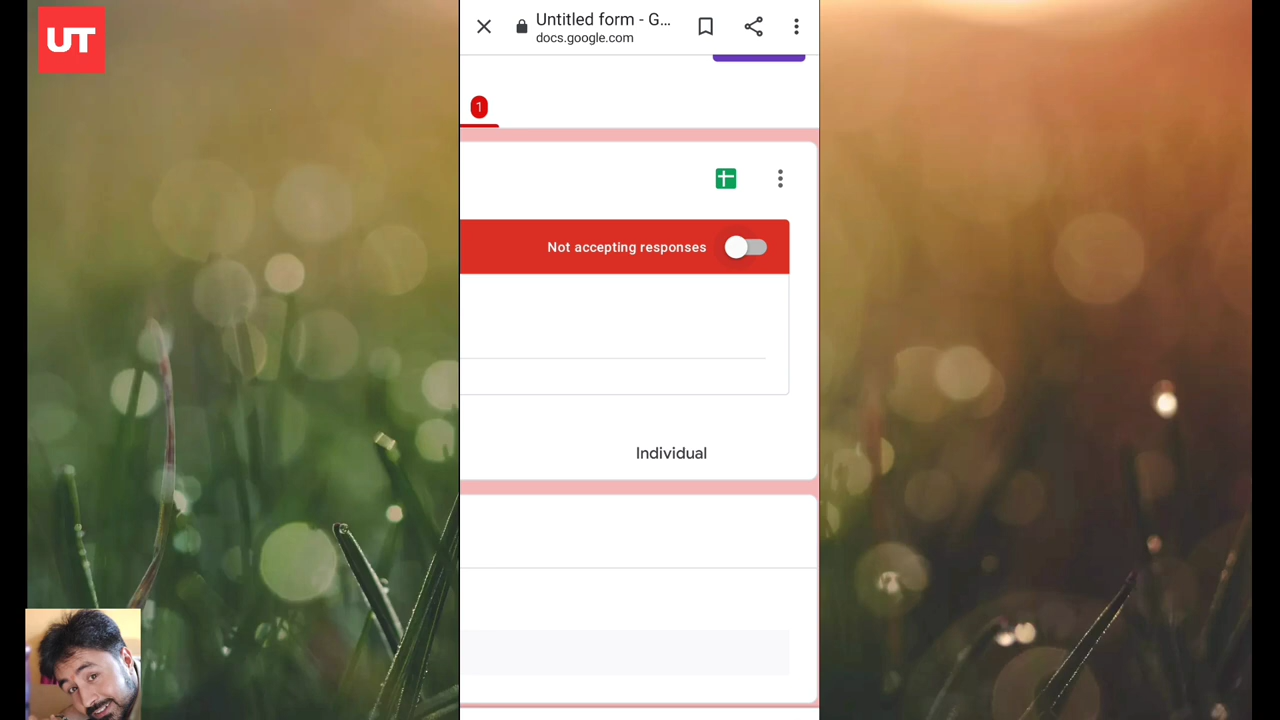 UT
Untitled form - G...
docs.google.com
1
Not accepting responses
Individual